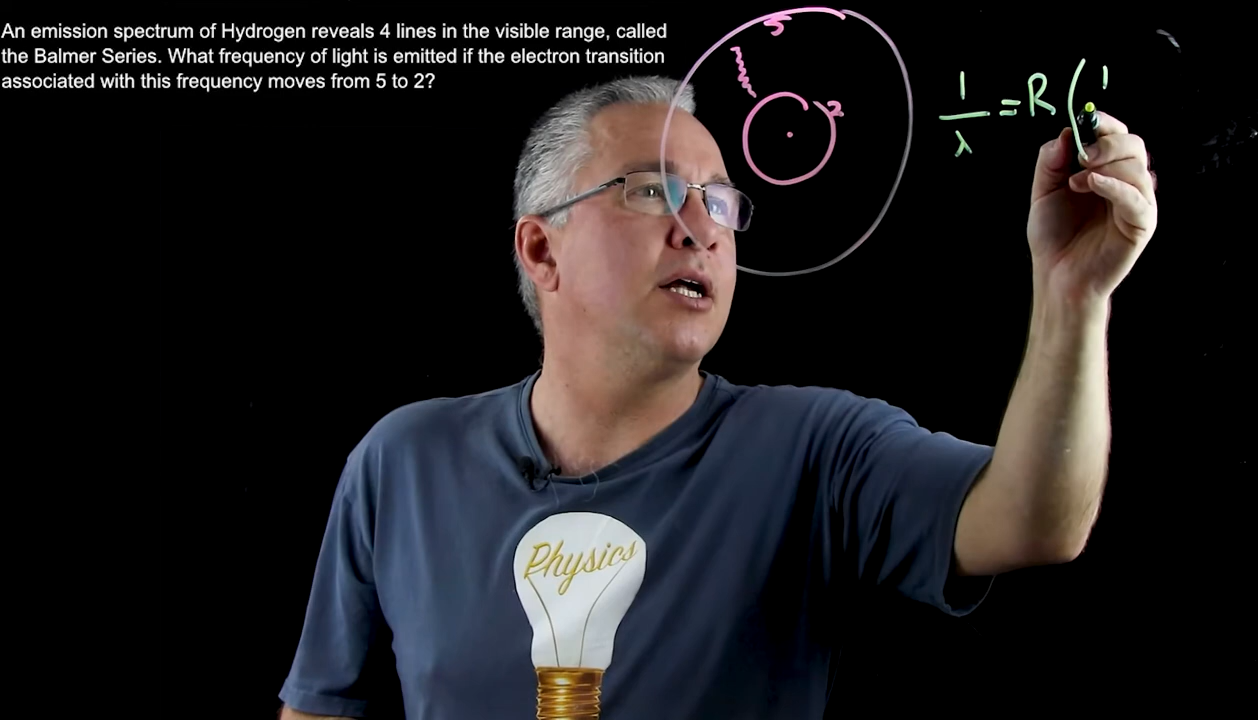 An emission spectrum of Hydrogen reveals 4 lines in the visible range, called
the Balmer Series. What frequency of light is emitted if the electron transition
associated with this frequency moves from 5 to 2?
5
2
1/λ = R ( 1
Physics